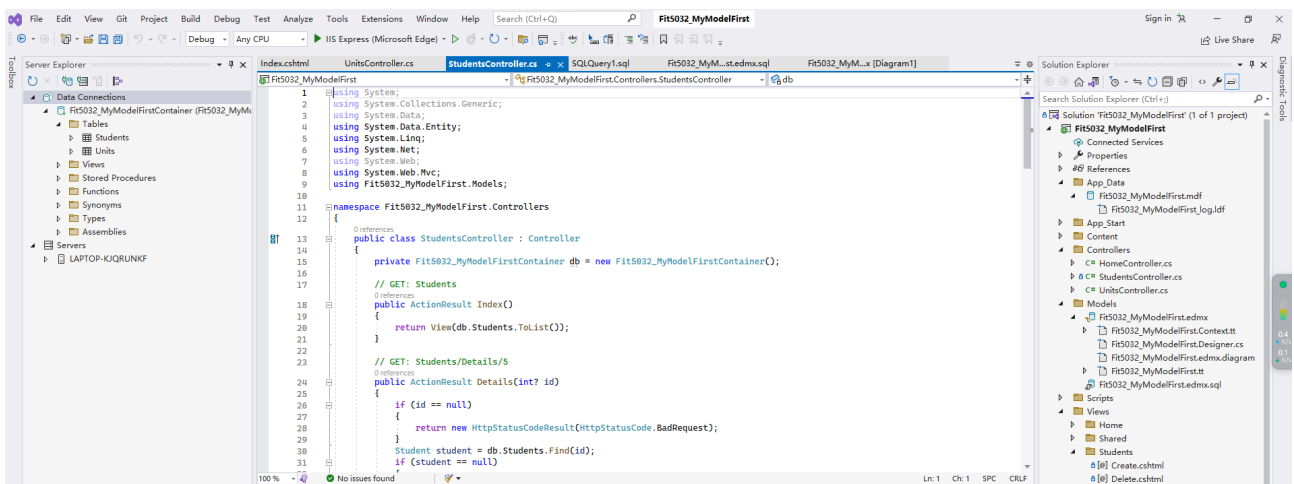 File Edit View Git Project Build Debug Test Analyze Tools Extensions Window Help Search (Ctrl+Q) Fit5032_MyModelFirst Sign in
Debug Any CPU IIS Express (Microsoft Edge) Live Share
Toolbox
Server Explorer
Data Connections
Fit5032_MyModelFirstContainer (Fit5032_MyMo
Tables
Students
Units
Views
Stored Procedures
Functions
Synonyms
Types
Assemblies
Servers
LAPTOP-KJQRUNKF
Index.cshtml UnitsController.cs StudentsController.cs SQLQuery1.sql Fit5032_MyM...st.edmx.sql Fit5032_MyM...x [Diagram1]
Fit5032_MyModelFirst Fit5032_MyModelFirst.Controllers.StudentsController db
1 using System;
2 using System.Collections.Generic;
3 using System.Data;
4 using System.Data.Entity;
5 using System.Linq;
6 using System.Net;
7 using System.Web;
8 using System.Web.Mvc;
9 using Fit5032_MyModelFirst.Models;
10
11 namespace Fit5032_MyModelFirst.Controllers
12 {
0 references
13 public class StudentsController : Controller
14 {
15 private Fit5032_MyModelFirstContainer db = new Fit5032_MyModelFirstContainer();
16
17 // GET: Students
0 references
18 public ActionResult Index()
19 {
20 return View(db.Students.ToList());
21 }
22
23 // GET: Students/Details/5
0 references
24 public ActionResult Details(int? id)
25 {
26 if (id == null)
27 {
28 return new HttpStatusCodeResult(HttpStatusCode.BadRequest);
29 }
30 Student student = db.Students.Find(id);
31 if (student == null)
100 % No issues found Ln: 1 Ch: 1 SPC CRLF
Solution Explorer
Search Solution Explorer (Ctrl+;)
Solution 'Fit5032_MyModelFirst' (1 of 1 project)
Fit5032_MyModelFirst
Connected Services
Properties
References
App_Data
Fit5032_MyModelFirst.mdf
Fit5032_MyModelFirst_log.ldf
App_Start
Content
Controllers
C# HomeController.cs
C# StudentsController.cs
C# UnitsController.cs
Models
Fit5032_MyModelFirst.edmx
Fit5032_MyModelFirst.Context.tt
Fit5032_MyModelFirst.Designer.cs
Fit5032_MyModelFirst.edmx.diagram
Fit5032_MyModelFirst.tt
Fit5032_MyModelFirst.edmx.sql
Scripts
Views
Home
Shared
Students
Create.cshtml
Delete.cshtml
Diagnostic Tools
0.4
0.1